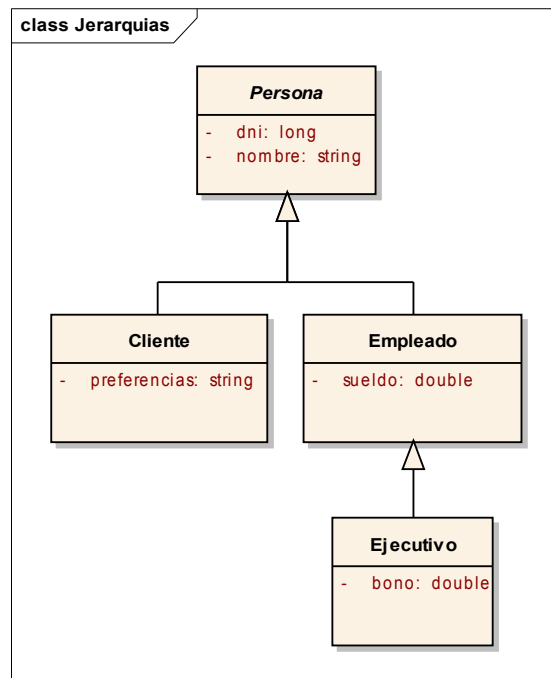 class Jerarquias
Persona
- dni: long
- nombre: string
Cliente
- preferencias: string
Empleado
- sueldo: double
Ejecutivo
- bono: double